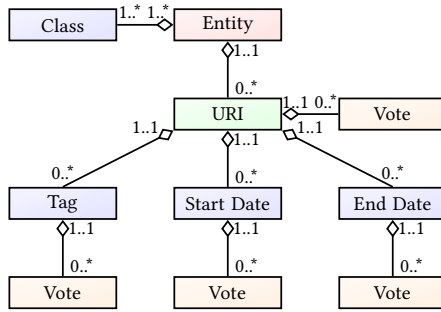 Class 1..* 1..* Entity
1..1
0..*
URI 1..1 0..* Vote
1..1 1..1 1..1
0..* 0..* 0..*
Tag Start Date End Date
1..1 1..1 1..1
0..* 0..* 0..*
Vote Vote Vote